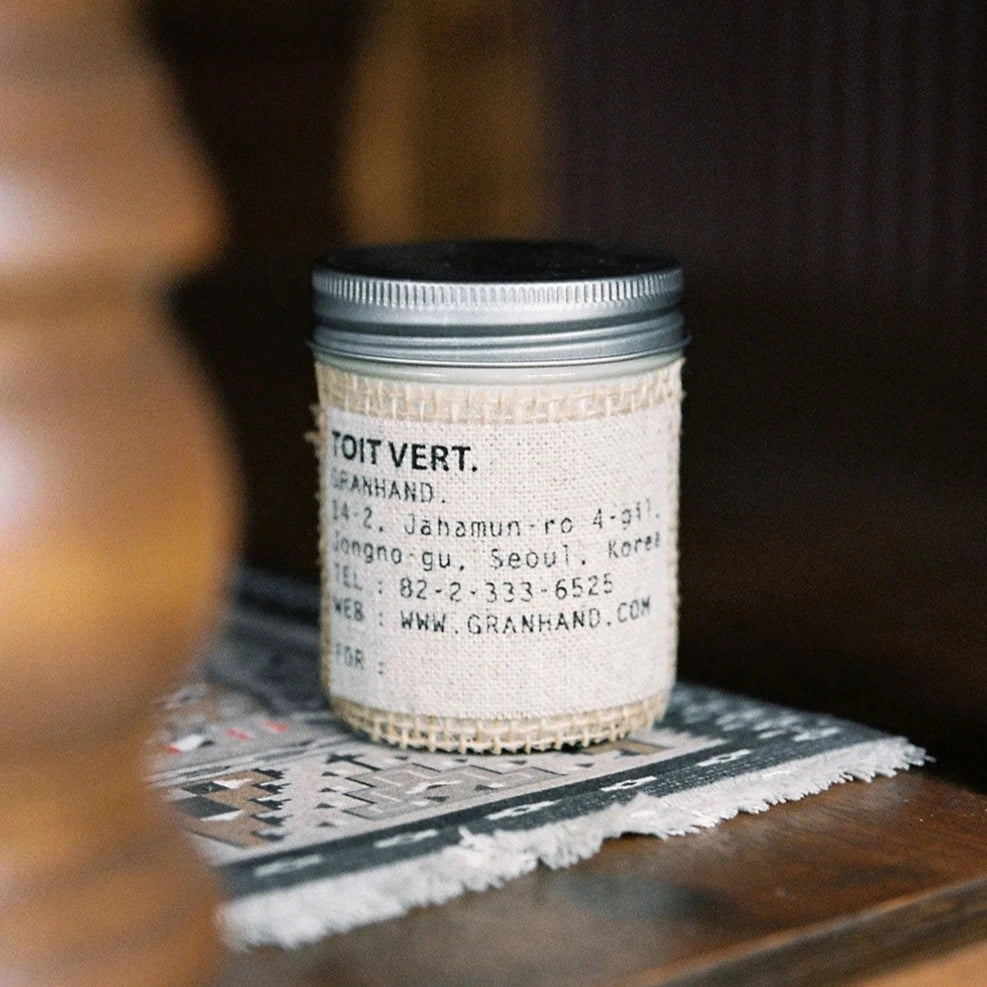 TOIT VERT.
GRANHAND.
14-2, Jahamun-ro 4-gil,
Jongno-gu, Seoul, Korea
TEL : 82-2-333-6525
WEB : WWW.GRANHAND.COM
FOR :